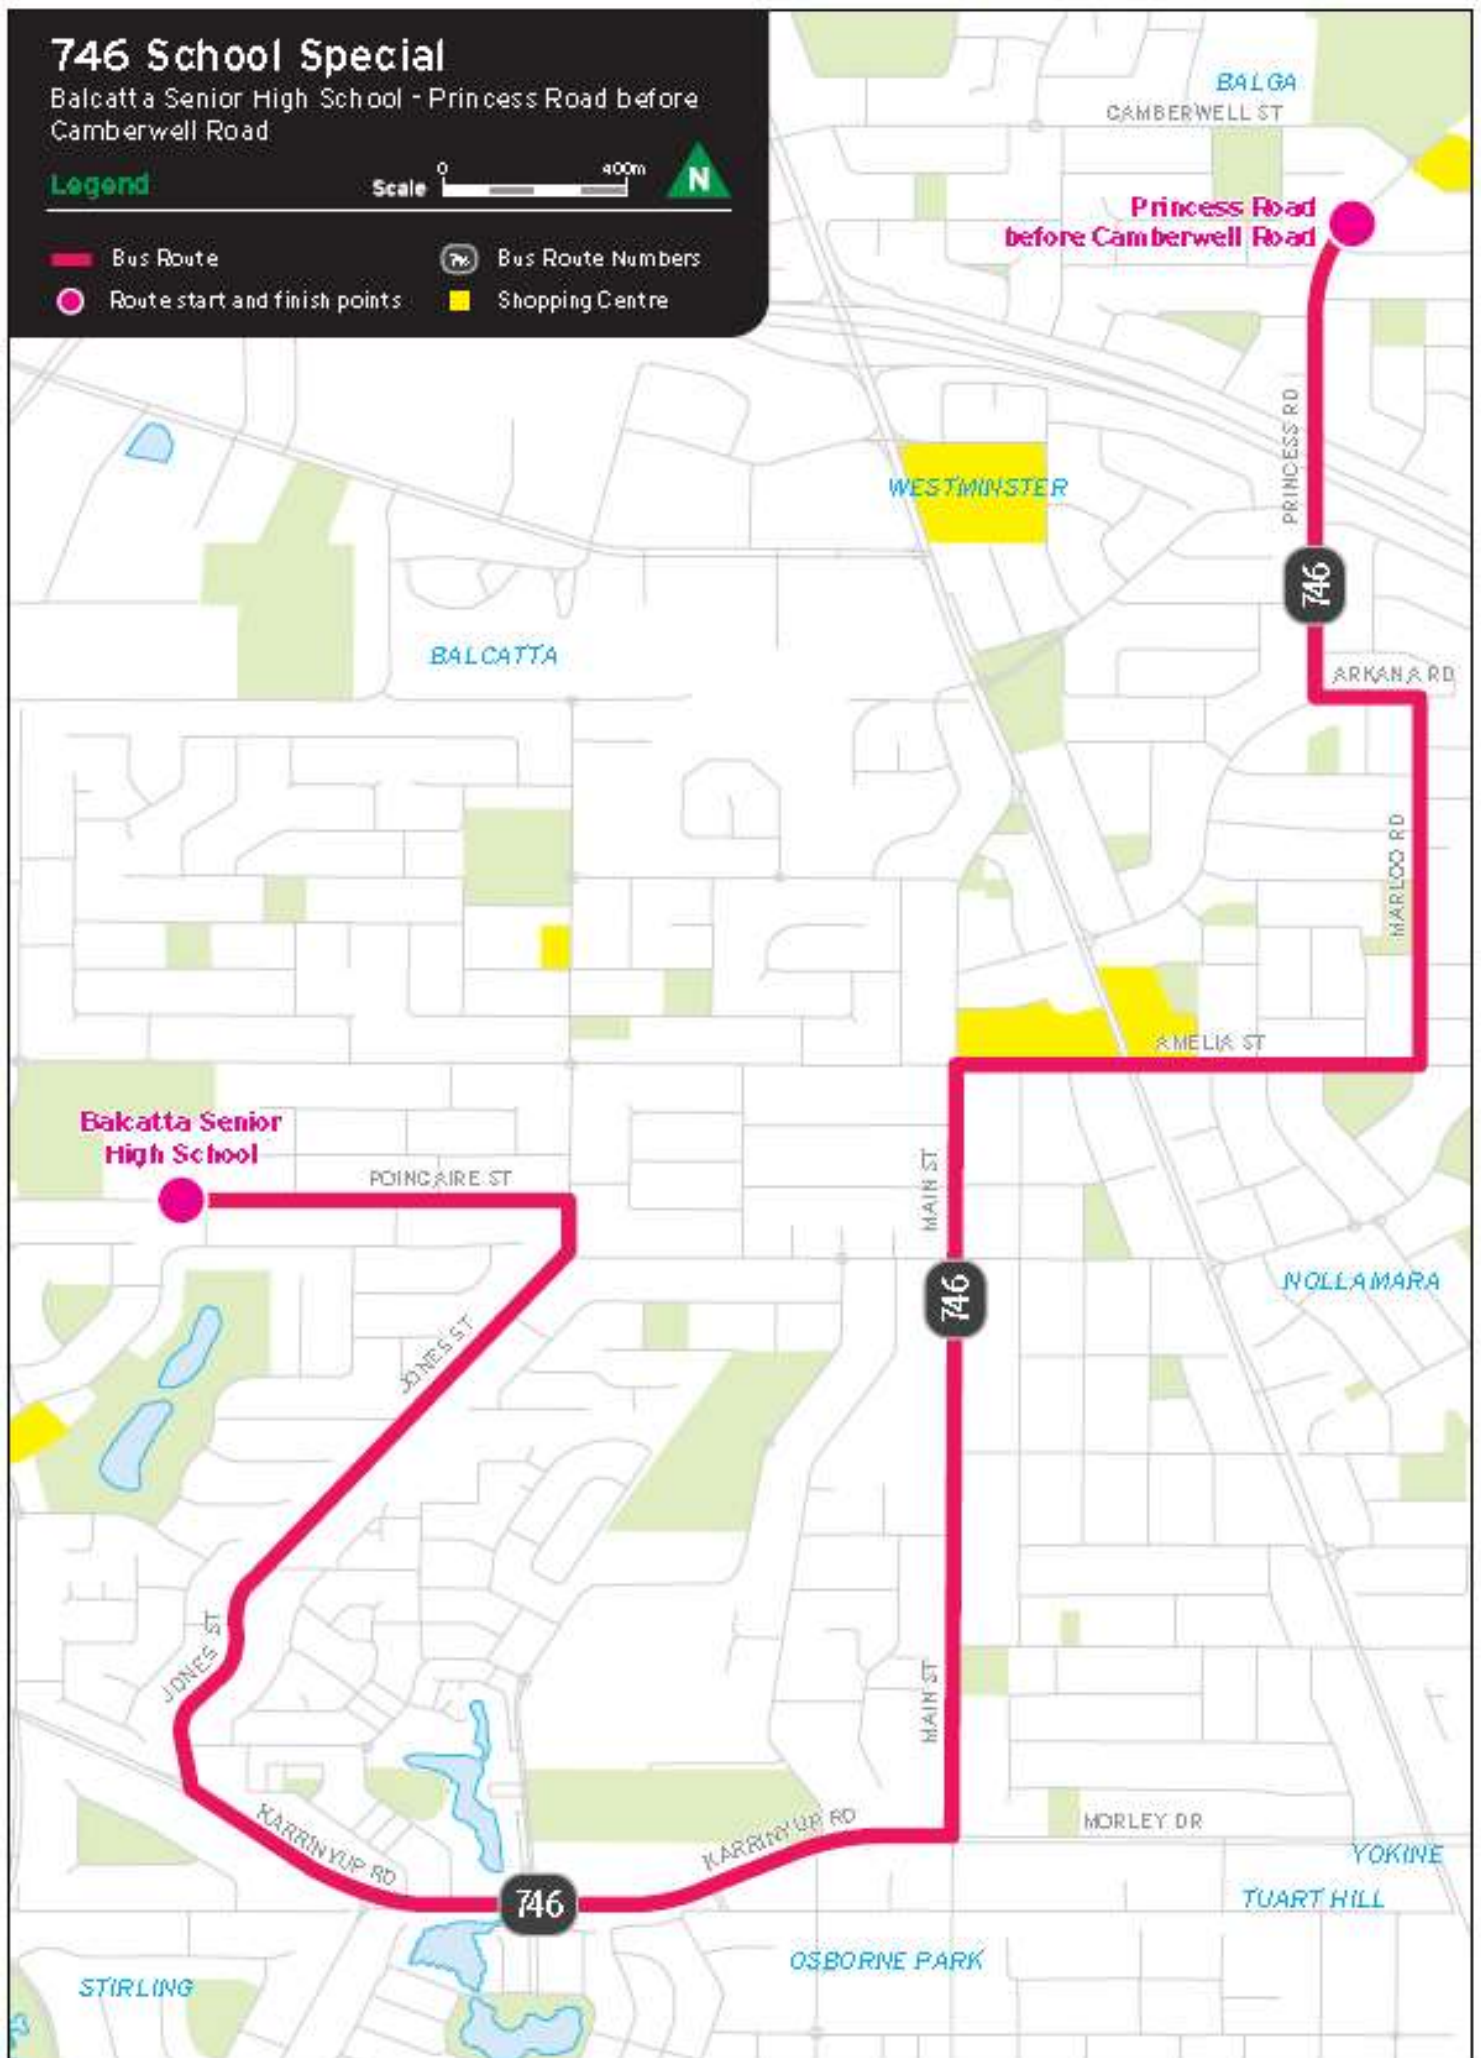 746 School Special
Balcatta Senior High School - Princess Road before
Camberwell Road
Legend
Scale
0
400m
N
Bus Route
746
Bus Route Numbers
Route start and finish points
Shopping Centre
BALGA
CAMBERWELL ST
Princess Road
before Camberwell Road
PRINCESS RD
WESTMINSTER
746
BALCATTA
ARKANA RD
MARLOO RD
AMELIA ST
Balcatta Senior
High School
POINCAIRE ST
MAIN ST
746
NOLLAMARA
JONES ST
JONES ST
MAIN ST
KARRINYUP RD
KARRINYUP RD
MORLEY DR
YOKINE
746
TUART HILL
OSBORNE PARK
STIRLING